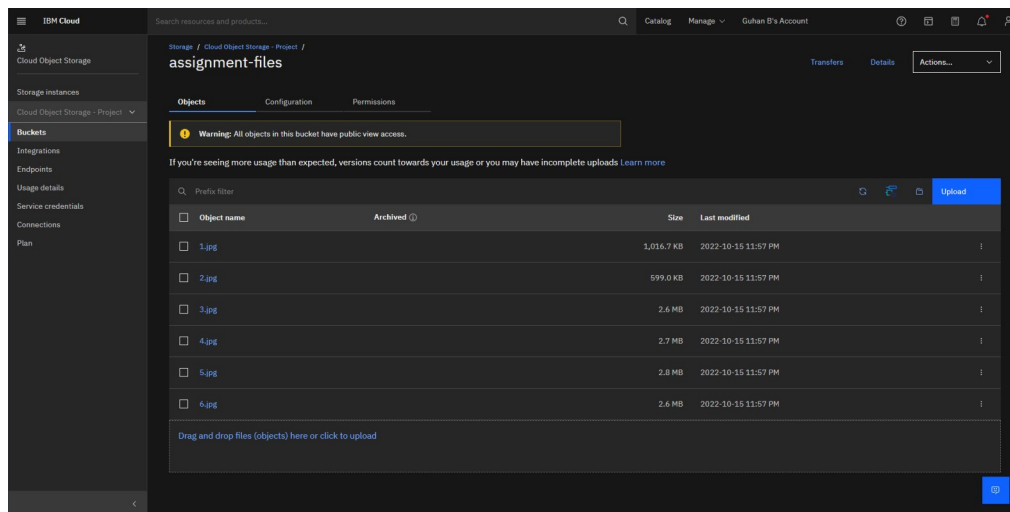 IBM Cloud
Search resources and products...
Catalog
Manage
Guhan B's Account
Cloud Object Storage
Storage instances
Cloud Object Storage - Project
Buckets
Integrations
Endpoints
Usage details
Service credentials
Connections
Plan
Storage / Cloud Object Storage - Project /
assignment-files
Transfers
Details
Actions...
Objects
Configuration
Permissions
Warning: All objects in this bucket have public view access.
If you're seeing more usage than expected, versions count towards your usage or you may have incomplete uploads Learn more
Prefix filter
Upload
Object name Archived Size Last modified
1.jpg 1,016.7 KB 2022-10-15 11:57 PM
2.jpg 599.0 KB 2022-10-15 11:57 PM
3.jpg 2.6 MB 2022-10-15 11:57 PM
4.jpg 2.7 MB 2022-10-15 11:57 PM
5.jpg 2.8 MB 2022-10-15 11:57 PM
6.jpg 2.6 MB 2022-10-15 11:57 PM
Drag and drop files (objects) here or click to upload